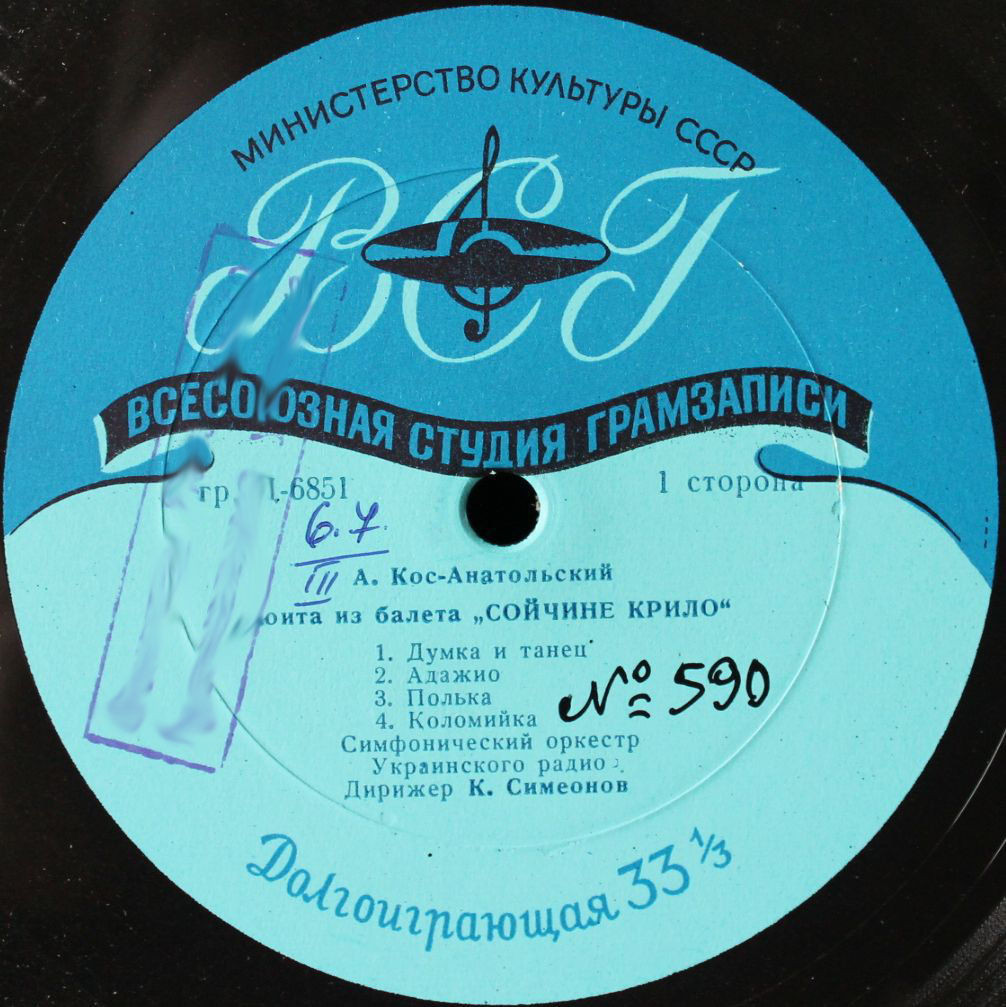 МИНИСТЕРСТВО КУЛЬТУРЫ СССР
ВСГ
ВСЕСОЮЗНАЯ СТУДИЯ ГРАМЗАПИСИ
гр. Д-6851 1 сторона
6.7.
III
А. Кос-Анатольский
из балета „СОЙЧИНЕ КРИЛО“
1. Думка и танец
2. Адажио
3. Полька
4. Коломийка
№ 590
Симфонический оркестр
Украинского радио
Дирижер К. Симеонов
Долгоиграющая 33 1/3